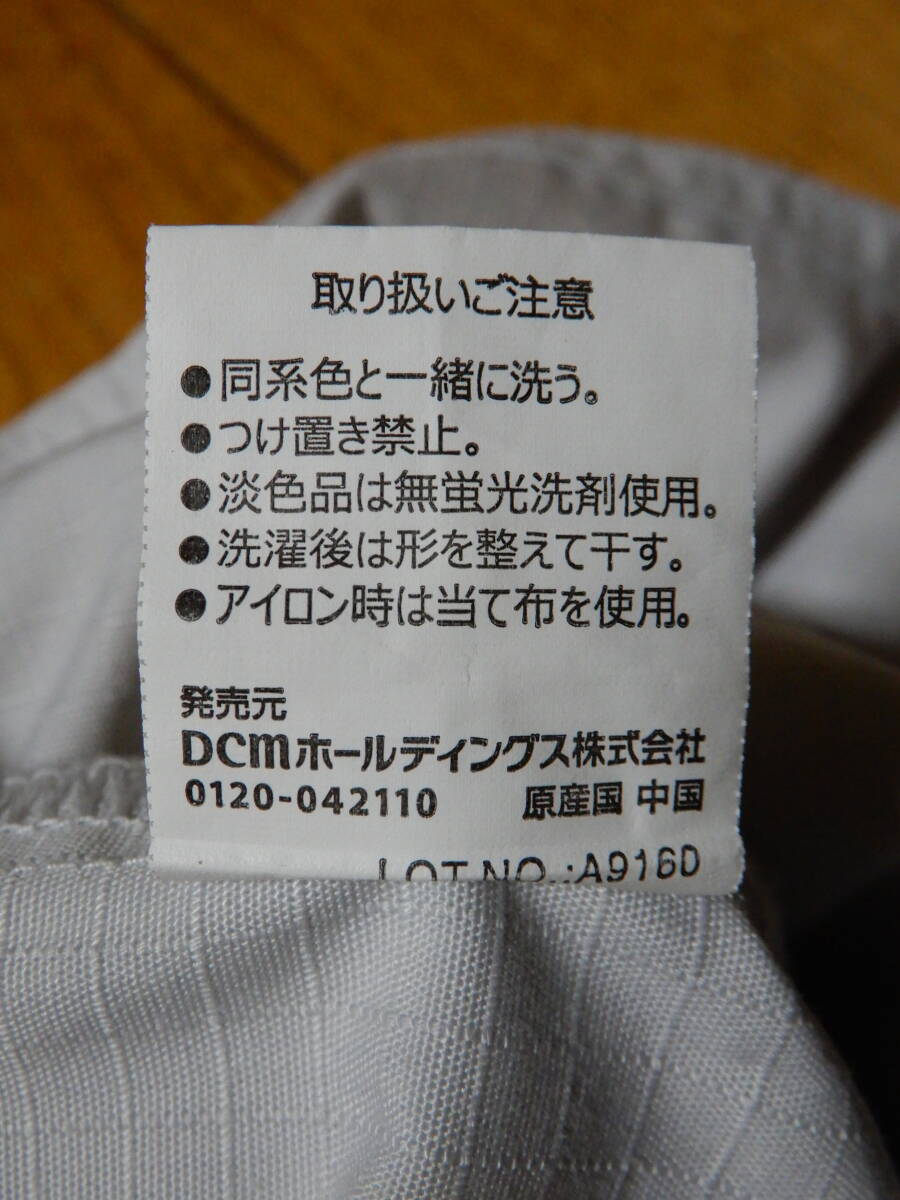 取り扱いご注意
●同系色と一緒に洗う。
●つけ置き禁止。
●淡色品は無蛍光洗剤使用。
●洗濯後は形を整えて干す。
●アイロン時は当て布を使用。
発売元
DCMホールディングス株式会社
0120-042110 原産国 中国
LOT NO.:A916D